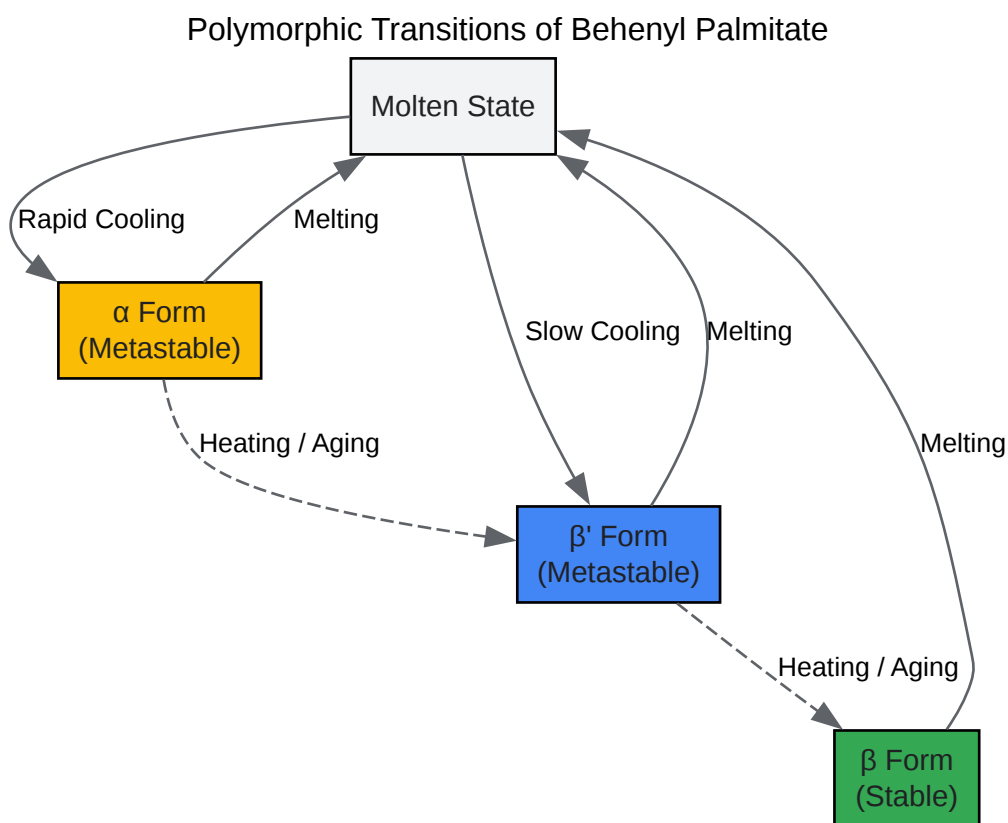 Polymorphic Transitions of Behenyl Palmitate
Molten State
Rapid Cooling
Melting
α Form
(Metastable)
Slow Cooling
Melting
Heating / Aging
Melting
β' Form
(Metastable)
Heating / Aging
β Form
(Stable)